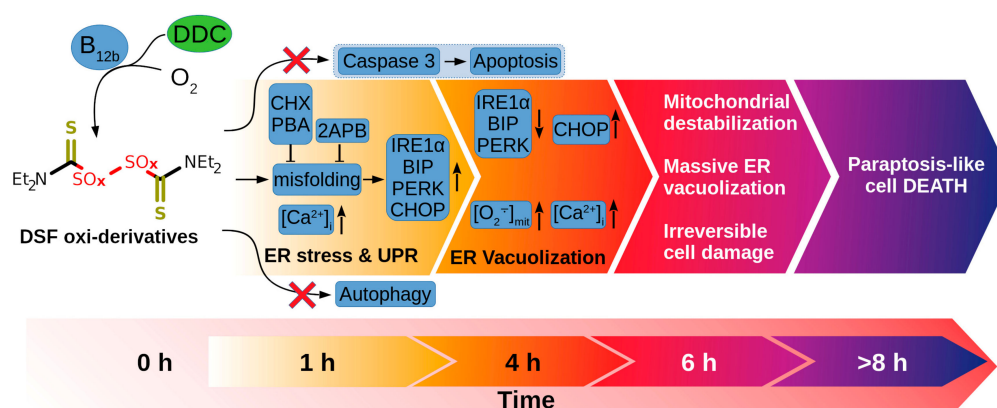 B12b
DDC
O2
S
Et2N
SOx
SOx
NEt2
S
DSF oxi-derivatives
Caspase 3
Apoptosis
CHX
PBA
2APB
misfolding
[Ca2+]i
IRE1α
BIP
PERK
CHOP
ER stress & UPR
Autophagy
IRE1α
BIP
PERK
CHOP
[O2÷]mit
[Ca2+]i
ER Vacuolization
Mitochondrial
destabilization
Massive ER
vacuolization
Irreversible
cell damage
Paraptosis-like
cell DEATH
0 h
1 h
4 h
6 h
>8 h
Time